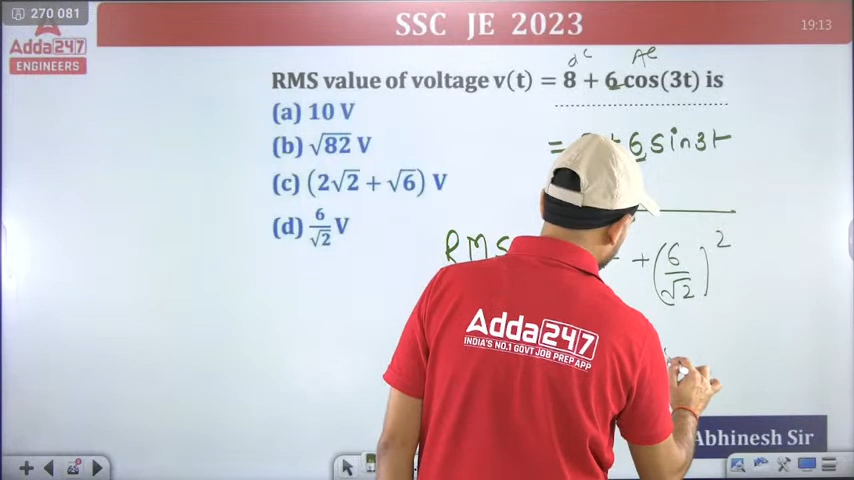 270 081
Adda247
ENGINEERS
SSC JE 2023
19:13
dc AC
RMS value of voltage v(t) = 8 + 6 cos(3t) is
(a) 10 V
(b) √82 V
(c) (2√2 + √6) V
(d) 6/√2 V
= + 6 sin 3t
RMS + (6/√2)²
Adda247
INDIA'S NO.1 GOVT JOB PREP APP
Abhinesh Sir